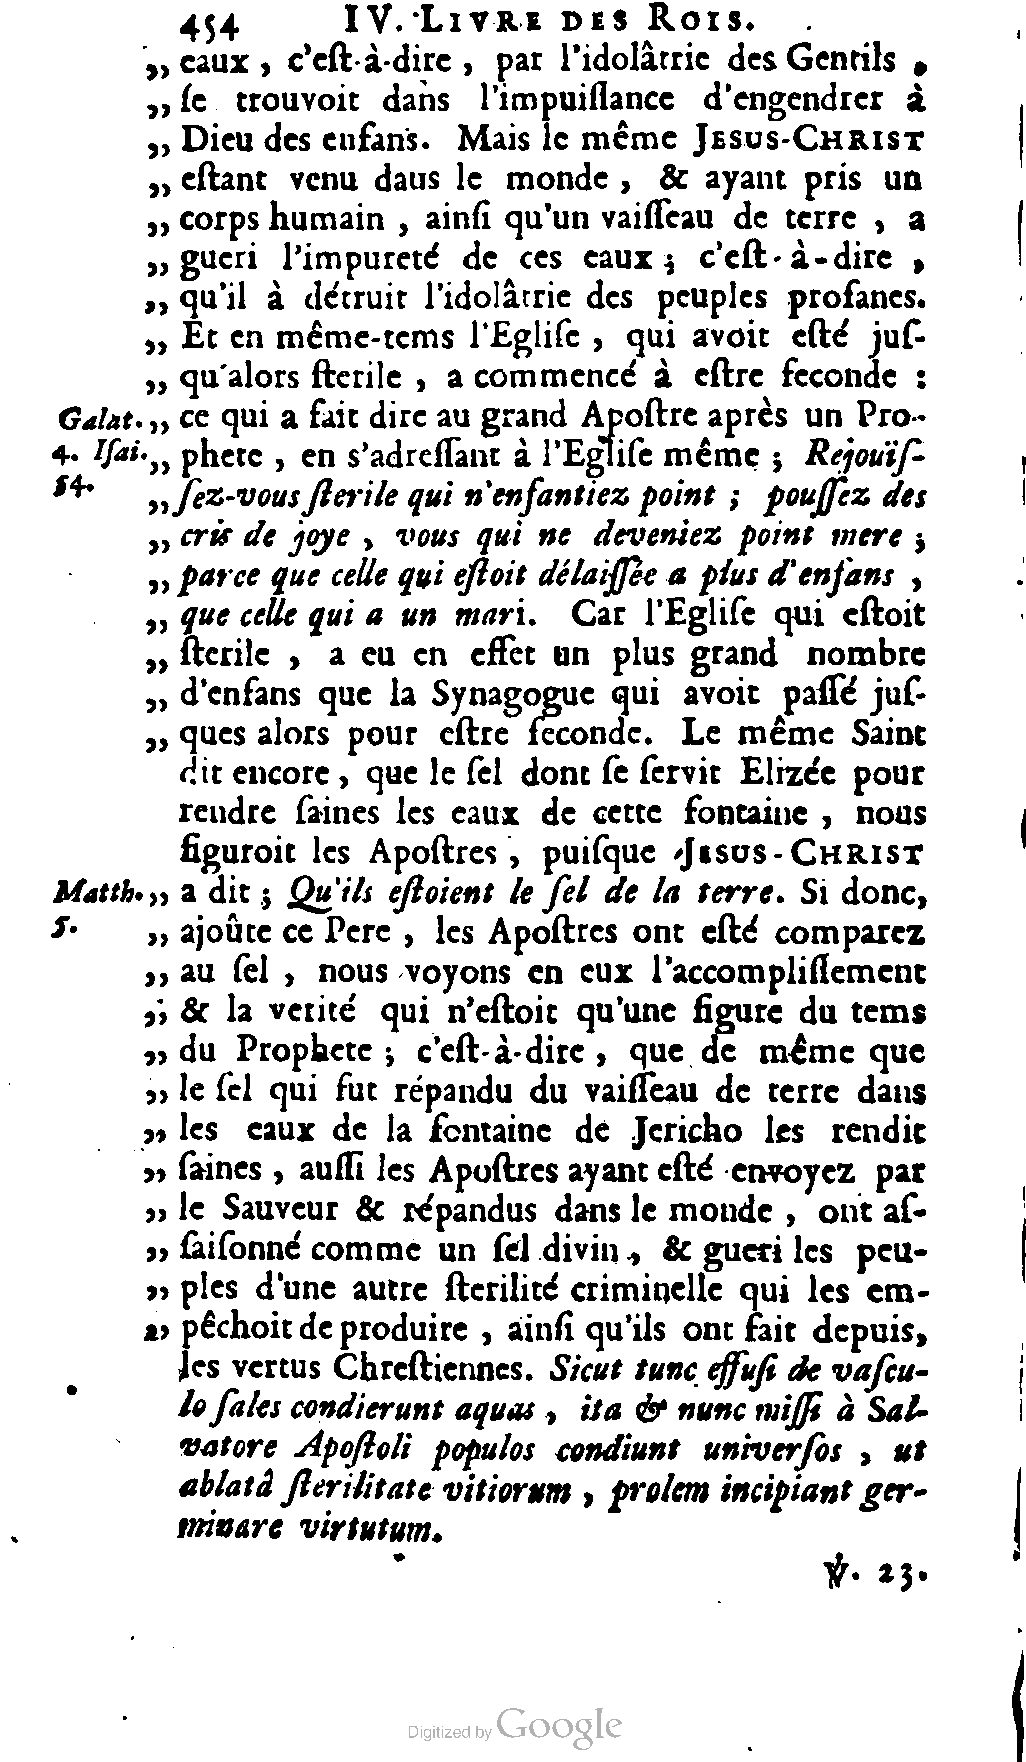 454 IV. LIVRE DES ROIS.
„ eaux, c'eſt-à-dire, par l'idolâtrie des Gentils,
„ ſe trouvoit dans l'impuiſſance d'engendrer à
„ Dieu des enfans. Mais le même JESUS-CHRIST
„ eſtant venu dans le monde, & ayant pris un
„ corps humain, ainſi qu'un vaiſſeau de terre, a
„ gueri l'impureté de ces eaux; c'eſt-à-dire,
„ qu'il à détruit l'idolâtrie des peuples profanes.
„ Et en même-tems l'Egliſe, qui avoit eſté juſ-
„ qu'alors ſterile, a commencé à eſtre feconde :
Galat. „ ce qui a fait dire au grand Apoſtre après un Pro-
4. Iſai. „ phete, en s'adreſſant à l'Egliſe même; Rejouïſ-
54. „ ſez-vous ſterile qui n'enfantiez point; pouſſez des
„ cris de joye, vous qui ne deveniez point mere;
„ parce que celle qui eſtoit délaiſſée a plus d'enfans,
„ que celle qui a un mari. Car l'Egliſe qui eſtoit
„ ſterile, a eu en effet un plus grand nombre
„ d'enfans que la Synagogue qui avoit paſſé juſ-
„ ques alors pour eſtre feconde. Le même Saint
dit encore, que le ſel dont ſe ſervit Elizée pour
rendre ſaines les eaux de cette fontaine, nous
figuroit les Apoſtres, puiſque JESUS-CHRIST
Matth. „ a dit; Qu'ils eſtoient le ſel de la terre. Si donc,
5. „ ajoûte ce Pere, les Apoſtres ont eſté comparez
„ au ſel, nous voyons en eux l'accompliſſement
„ & la verité qui n'eſtoit qu'une figure du tems
„ du Prophete; c'eſt-à-dire, que de même que
„ le ſel qui fut répandu du vaiſſeau de terre dans
„ les eaux de la fontaine de Jericho les rendit
„ ſaines, auſſi les Apoſtres ayant eſté envoyez par
„ le Sauveur & répandus dans le monde, ont aſ-
„ ſaiſonné comme un ſel divin, & gueri les peu-
„ ples d'une autre ſterilité criminelle qui les em-
„ pêchoit de produire, ainſi qu'ils ont fait depuis,
les vertus Chreſtiennes. Sicut tunc effuſi de vaſcu-
lo ſales condierunt aquas, ita & nunc miſſi à Sal-
vatore Apoſtoli populos condiunt univerſos, ut
ablatâ ſterilitate vitiorum, prolem incipiant ger-
minare virtutum.
℣. 23.
Digitized by Google